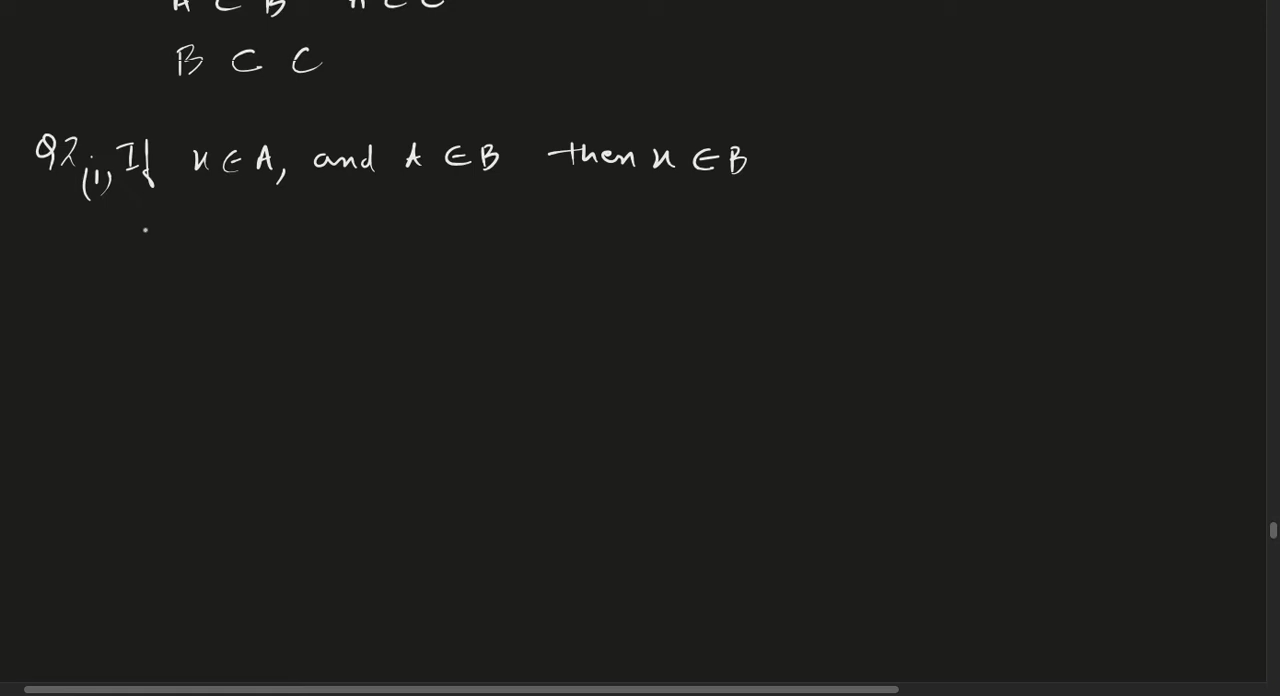 A ⊂ B A ⊂ C
B ⊂ C
Q2 (i), If x ∈ A, and A ∈ B then x ∈ B